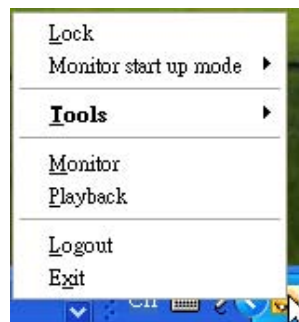 Lock
Monitor start up mode
Tools
Monitor
Playback
Logout
Exit